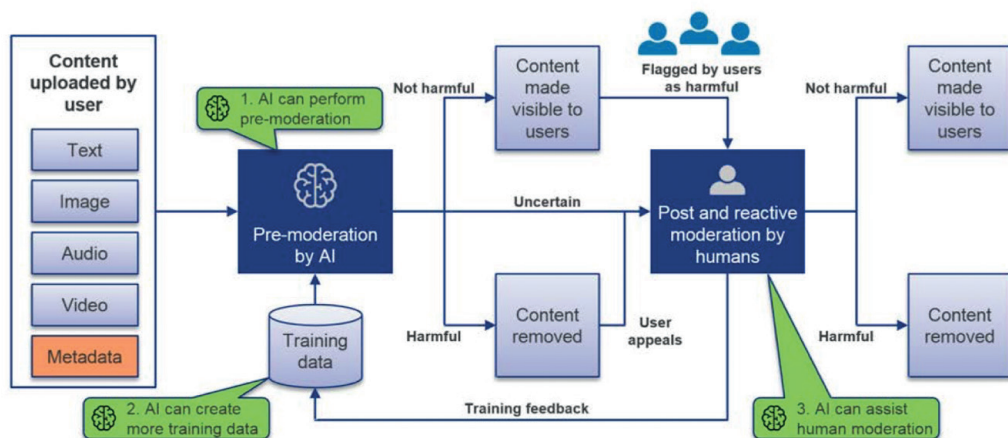 Content
uploaded by
user
Text
Image
Audio
Video
Metadata
1. AI can perform
pre-moderation
Pre-moderation
by AI
Training
data
2. AI can create
more training data
Not harmful
Content
made
visible to
users
Flagged by users
as harmful
Uncertain
Harmful
Content
removed
User
appeals
Training feedback
Post and reactive
moderation by
humans
3. AI can assist
human moderation
Not harmful
Content
made
visible to
users
Harmful
Content
removed